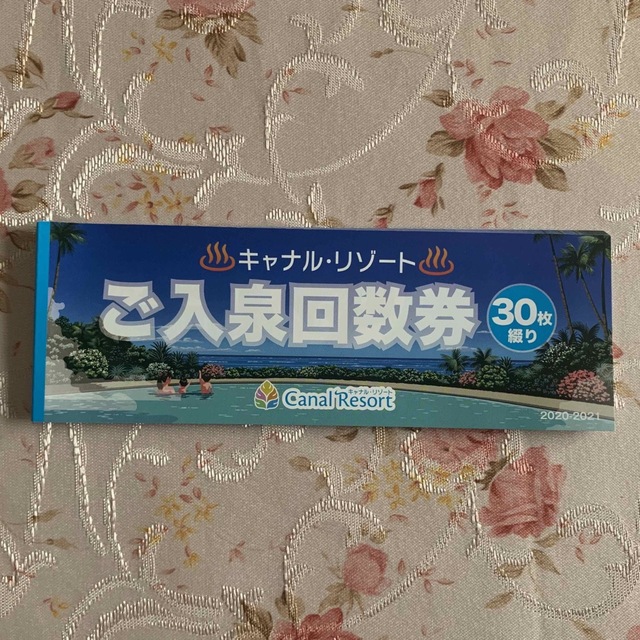 キャナル・リゾート
ご入泉回数券
30枚
綴り
キャナル・リゾート
Canal Resort
2020-2021